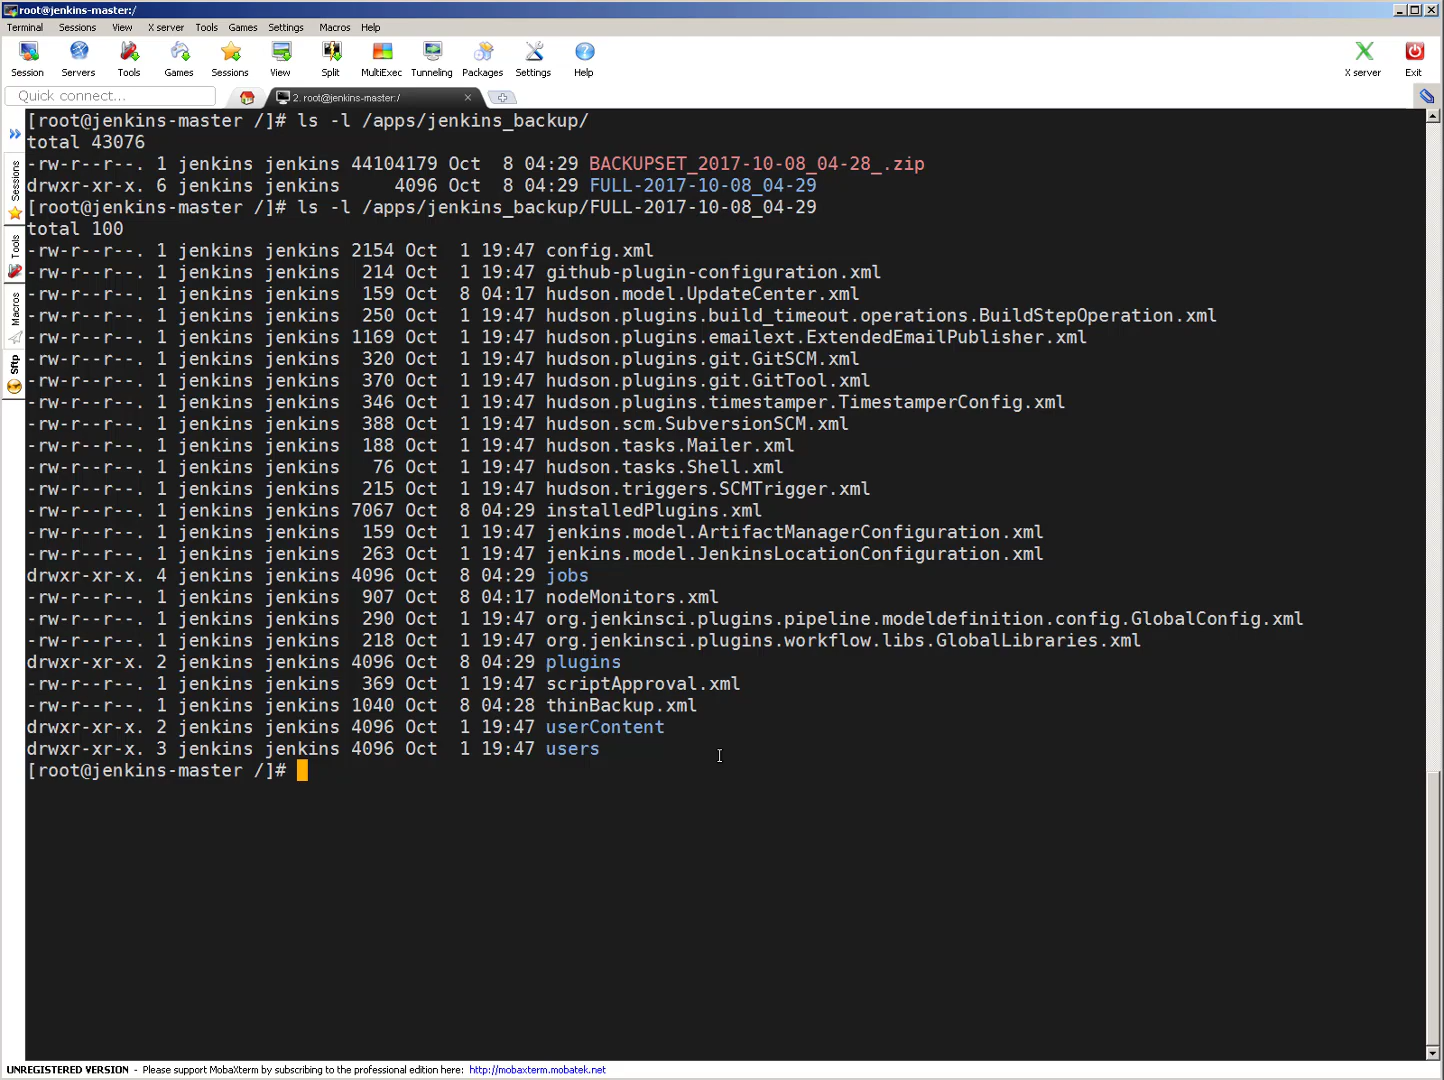 root@jenkins-master:/
Terminal Sessions View X server Tools Games Settings Macros Help
Session Servers Tools Games Sessions View Split MultiExec Tunneling Packages Settings Help X server Exit
Quick connect... 2. root@jenkins-master:/
Sessions
Tools
Macros
Sftp
[root@jenkins-master /]# ls -l /apps/jenkins_backup/
total 43076
-rw-r--r--. 1 jenkins jenkins 44104179 Oct  8 04:29 BACKUPSET_2017-10-08_04-28_.zip
drwxr-xr-x. 6 jenkins jenkins     4096 Oct  8 04:29 FULL-2017-10-08_04-29
[root@jenkins-master /]# ls -l /apps/jenkins_backup/FULL-2017-10-08_04-29
total 100
-rw-r--r--. 1 jenkins jenkins 2154 Oct  1 19:47 config.xml
-rw-r--r--. 1 jenkins jenkins  214 Oct  1 19:47 github-plugin-configuration.xml
-rw-r--r--. 1 jenkins jenkins  159 Oct  8 04:17 hudson.model.UpdateCenter.xml
-rw-r--r--. 1 jenkins jenkins  250 Oct  1 19:47 hudson.plugins.build_timeout.operations.BuildStepOperation.xml
-rw-r--r--. 1 jenkins jenkins 1169 Oct  1 19:47 hudson.plugins.emailext.ExtendedEmailPublisher.xml
-rw-r--r--. 1 jenkins jenkins  320 Oct  1 19:47 hudson.plugins.git.GitSCM.xml
-rw-r--r--. 1 jenkins jenkins  370 Oct  1 19:47 hudson.plugins.git.GitTool.xml
-rw-r--r--. 1 jenkins jenkins  346 Oct  1 19:47 hudson.plugins.timestamper.TimestamperConfig.xml
-rw-r--r--. 1 jenkins jenkins  388 Oct  1 19:47 hudson.scm.SubversionSCM.xml
-rw-r--r--. 1 jenkins jenkins  188 Oct  1 19:47 hudson.tasks.Mailer.xml
-rw-r--r--. 1 jenkins jenkins   76 Oct  1 19:47 hudson.tasks.Shell.xml
-rw-r--r--. 1 jenkins jenkins  215 Oct  1 19:47 hudson.triggers.SCMTrigger.xml
-rw-r--r--. 1 jenkins jenkins 7067 Oct  8 04:29 installedPlugins.xml
-rw-r--r--. 1 jenkins jenkins  159 Oct  1 19:47 jenkins.model.ArtifactManagerConfiguration.xml
-rw-r--r--. 1 jenkins jenkins  263 Oct  1 19:47 jenkins.model.JenkinsLocationConfiguration.xml
drwxr-xr-x. 4 jenkins jenkins 4096 Oct  8 04:29 jobs
-rw-r--r--. 1 jenkins jenkins  907 Oct  8 04:17 nodeMonitors.xml
-rw-r--r--. 1 jenkins jenkins  290 Oct  1 19:47 org.jenkinsci.plugins.pipeline.modeldefinition.config.GlobalConfig.xml
-rw-r--r--. 1 jenkins jenkins  218 Oct  1 19:47 org.jenkinsci.plugins.workflow.libs.GlobalLibraries.xml
drwxr-xr-x. 2 jenkins jenkins 4096 Oct  8 04:29 plugins
-rw-r--r--. 1 jenkins jenkins  369 Oct  1 19:47 scriptApproval.xml
-rw-r--r--. 1 jenkins jenkins 1040 Oct  8 04:28 thinBackup.xml
drwxr-xr-x. 2 jenkins jenkins 4096 Oct  1 19:47 userContent
drwxr-xr-x. 3 jenkins jenkins 4096 Oct  1 19:47 users
[root@jenkins-master /]#
UNREGISTERED VERSION - Please support MobaXterm by subscribing to the professional edition here: http://mobaxterm.mobatek.net